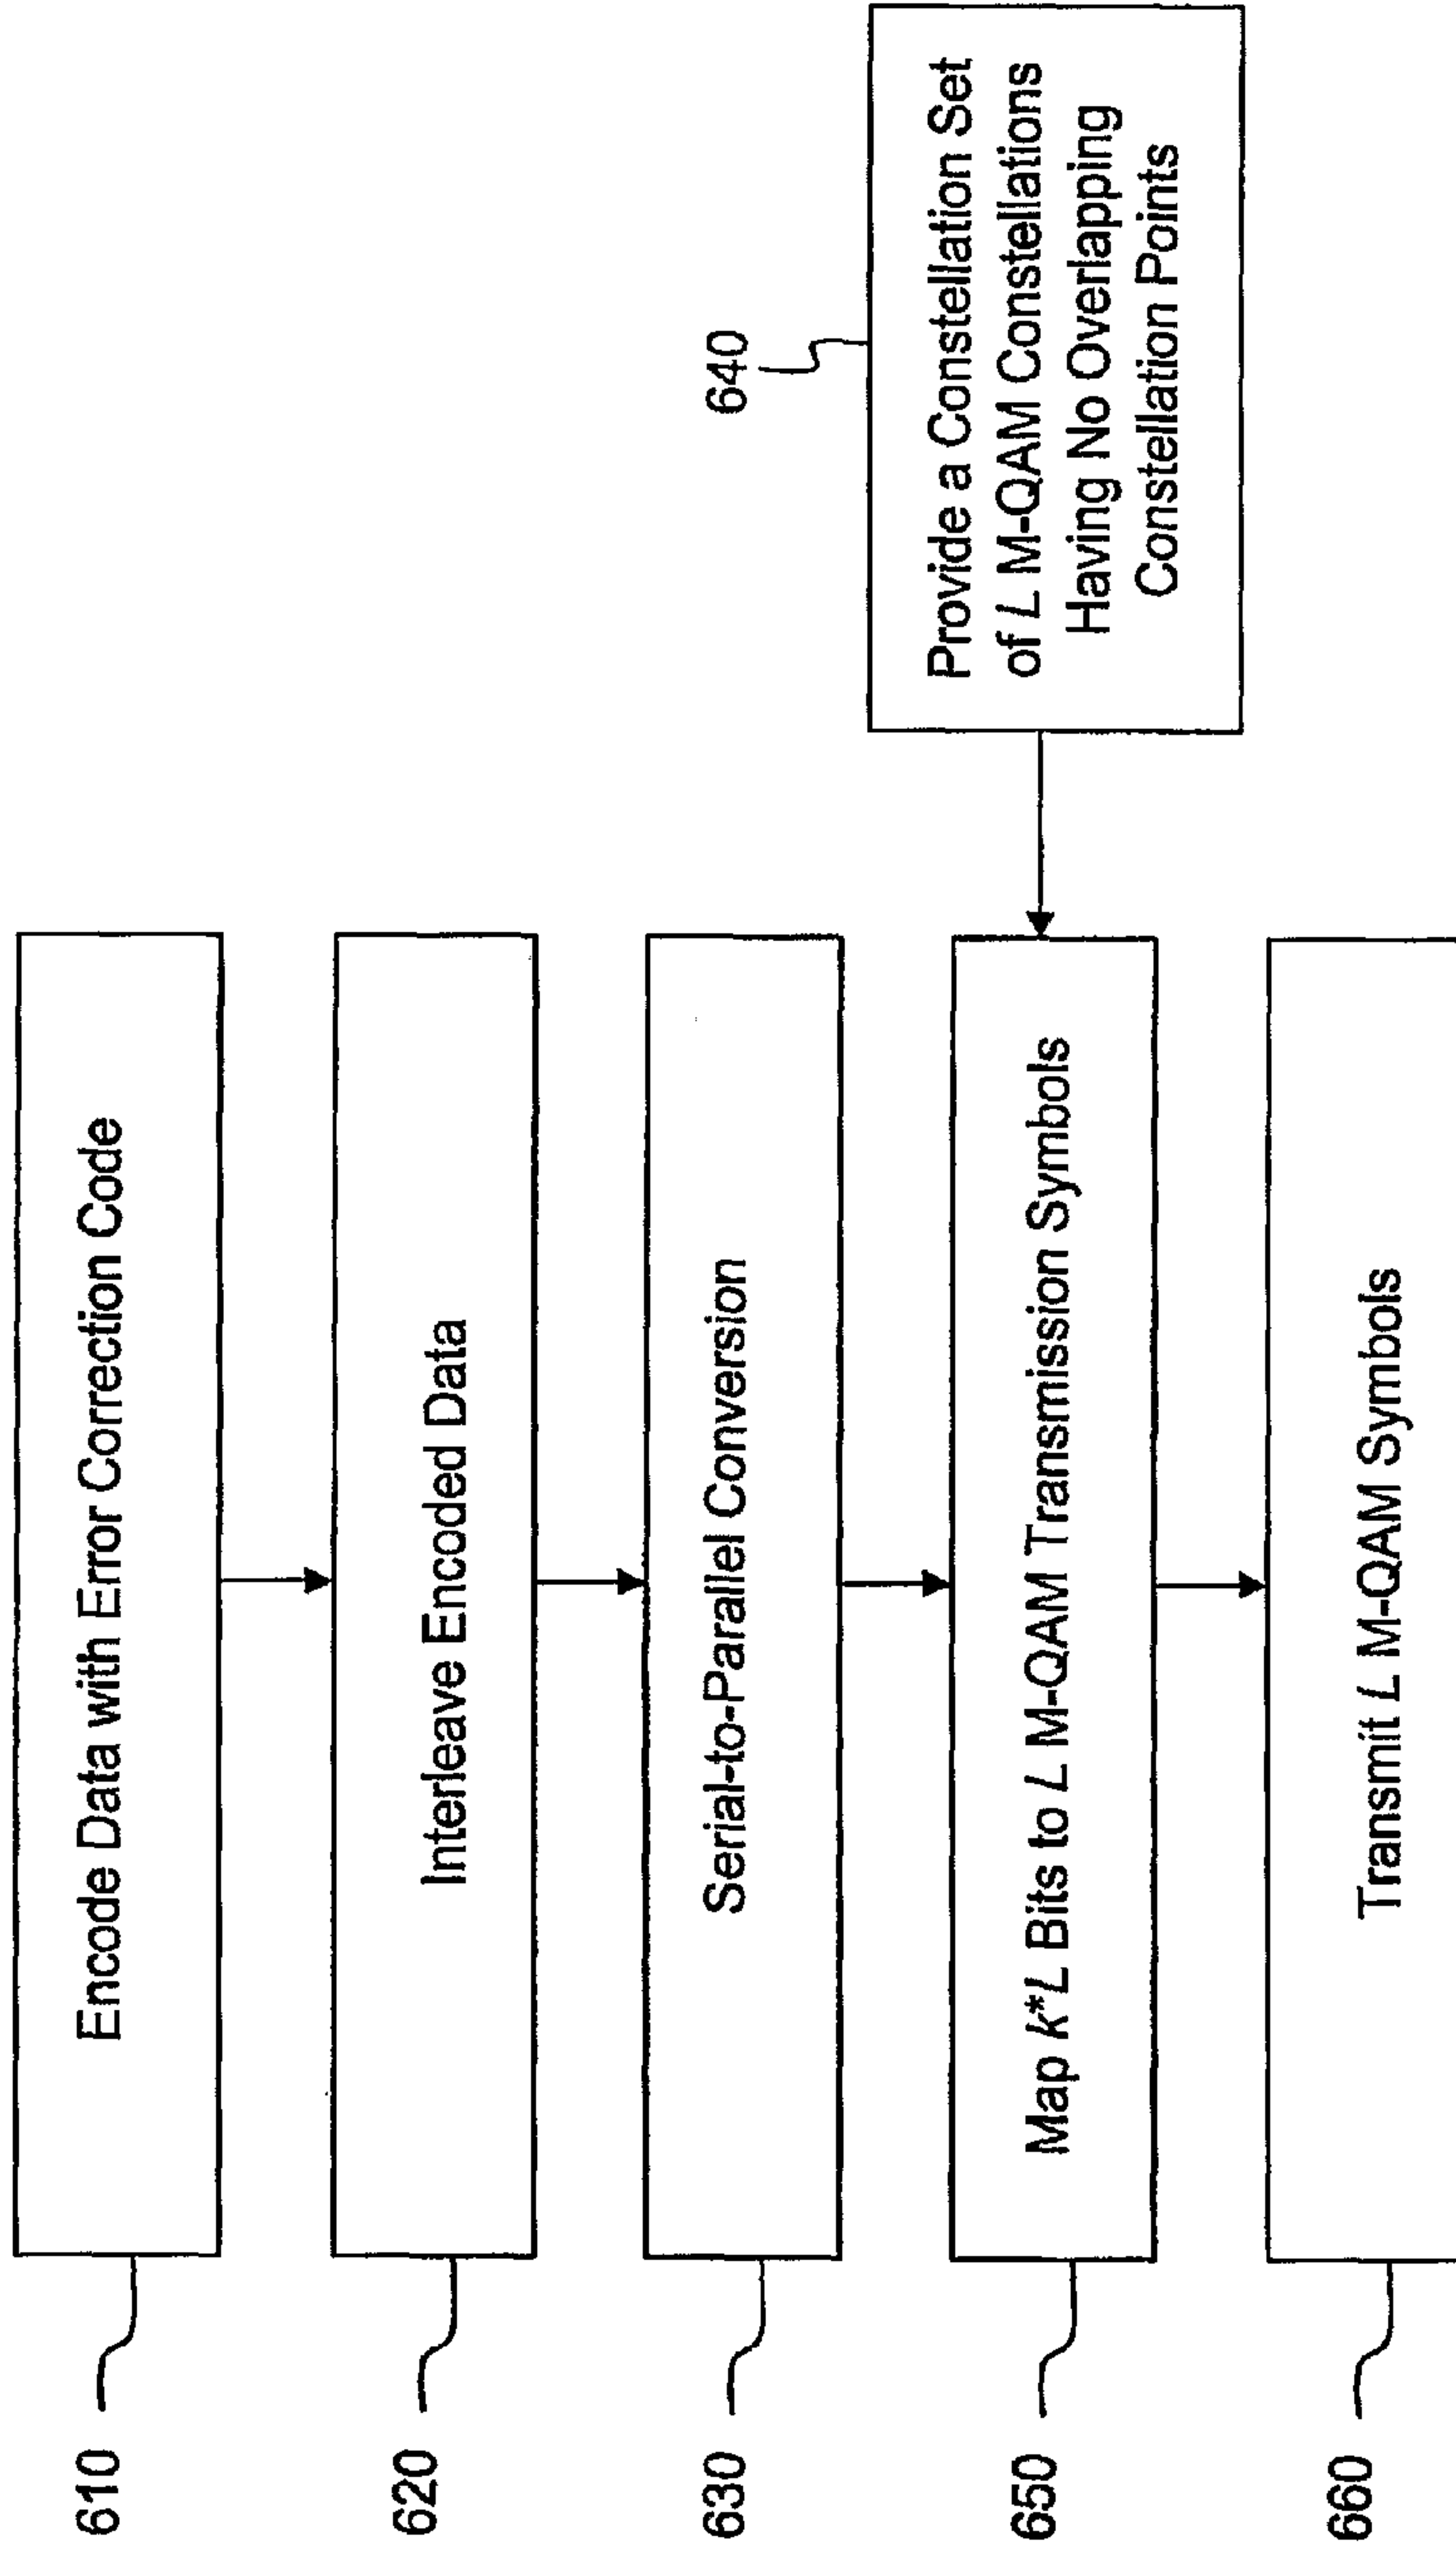 610
Encode Data with Error Correction Code
620
Interleave Encoded Data
630
Serial-to-Parallel Conversion
640
Provide a Constellation Set
of L M-QAM Constellations
Having No Overlapping
Constellation Points
650
Map k*L Bits to L M-QAM Transmission Symbols
660
Transmit L M-QAM Symbols